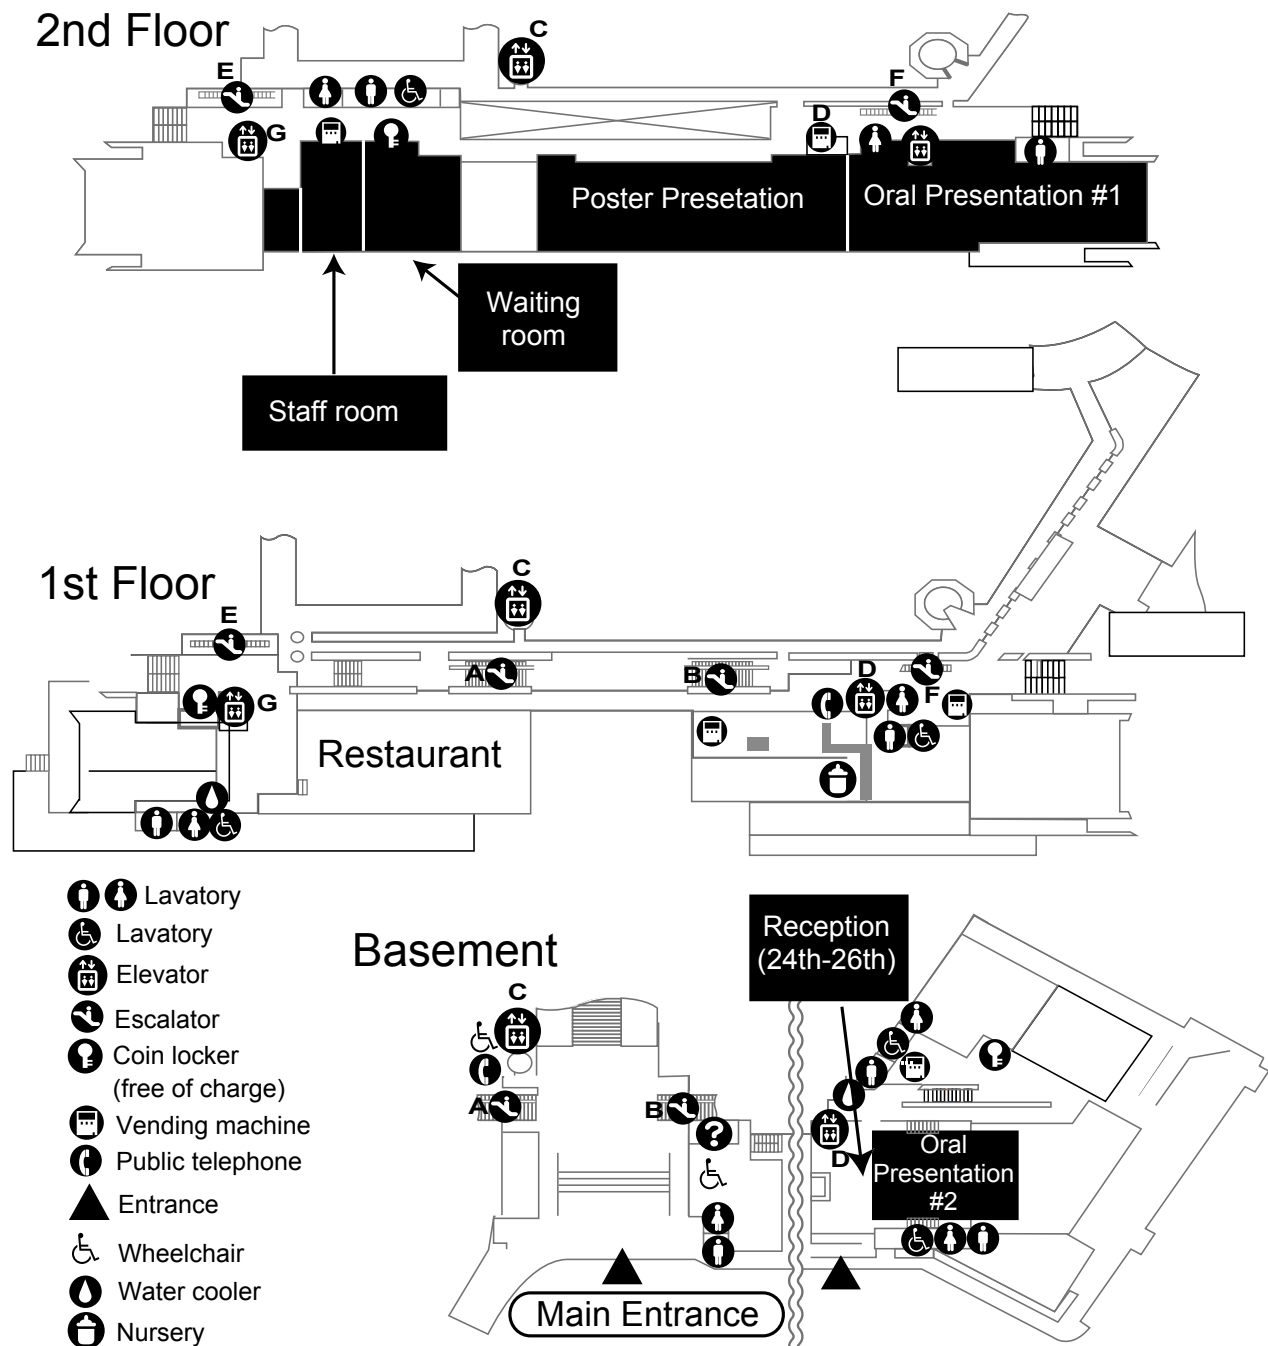 2nd Floor
C
E
F
D
G
Poster Presetation
Oral Presentation #1
Waiting
room
Staff room
1st Floor
C
E
A
B
D
F
G
Restaurant
Lavatory
Lavatory
Elevator
Escalator
Coin locker
(free of charge)
Vending machine
Public telephone
Entrance
Wheelchair
Water cooler
Nursery
Basement
Reception
(24th-26th)
C
A
B
?
D
Oral
Presentation
#2
Main Entrance